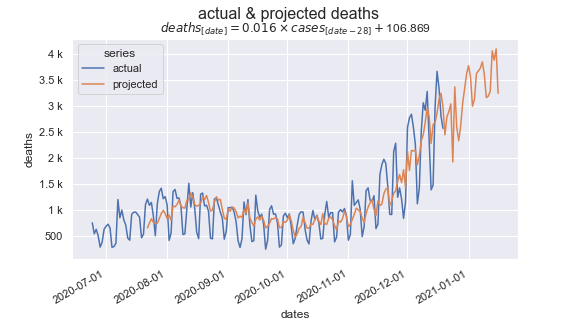 actual & projected deaths
deaths[date] = 0.016 × cases[date−28] + 106.869
series
actual
projected
4 k
3.5 k
3 k
2.5 k
2 k
1.5 k
1 k
500
deaths
2020-07-01
2020-08-01
2020-09-01
2020-10-01
2020-11-01
2020-12-01
2021-01-01
dates